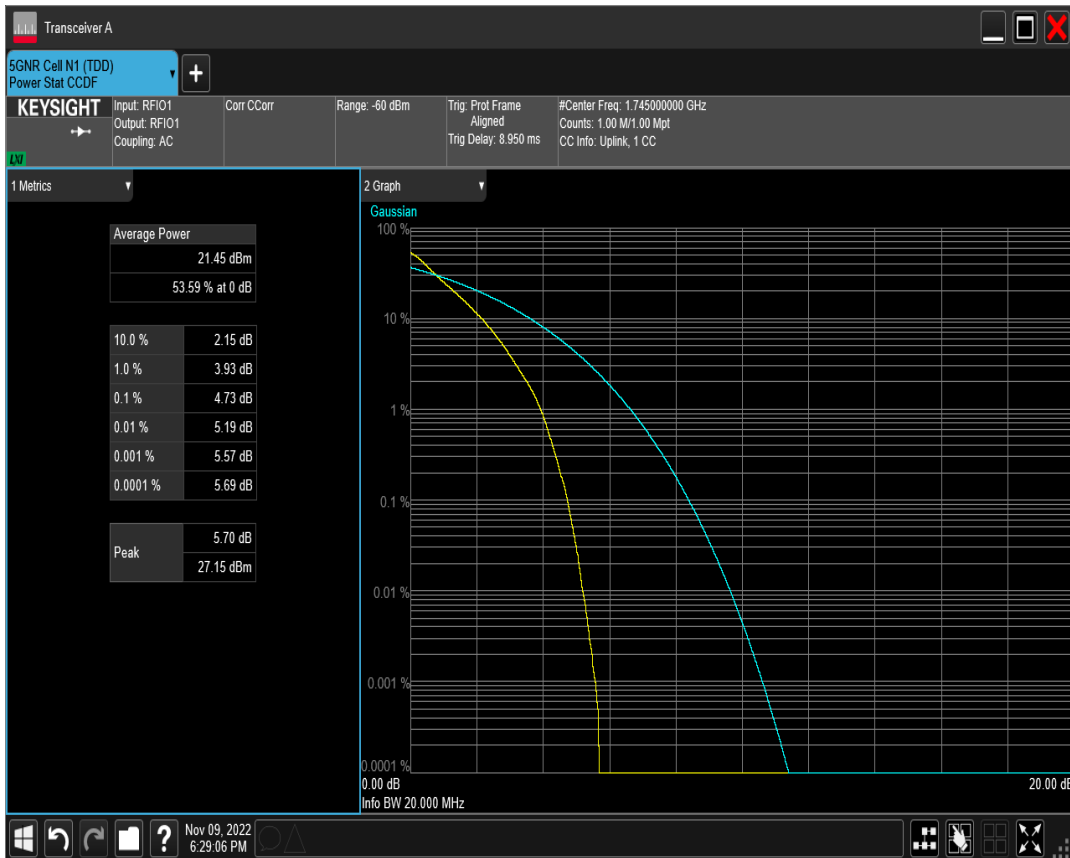 Transceiver A
5GNR Cell N1 (TDD)
Power Stat CCDF
+
KEYSIGHT
LXI
Input: RFIO1
Output: RFIO1
Coupling: AC
Corr CCorr
Range: -60 dBm
Trig: Prot Frame
Aligned
Trig Delay: 8.950 ms
#Center Freq: 1.745000000 GHz
Counts: 1.00 M/1.00 Mpt
CC Info: Uplink, 1 CC
1 Metrics
Average Power
21.45 dBm
53.59 % at 0 dB
10.0 % 2.15 dB
1.0 % 3.93 dB
0.1 % 4.73 dB
0.01 % 5.19 dB
0.001 % 5.57 dB
0.0001 % 5.69 dB
Peak
5.70 dB
27.15 dBm
2 Graph
Gaussian
100 %
10 %
1 %
0.1 %
0.01 %
0.001 %
0.0001 %
0.00 dB 20.00 dB
Info BW 20.000 MHz
?
Nov 09, 2022
6:29:06 PM